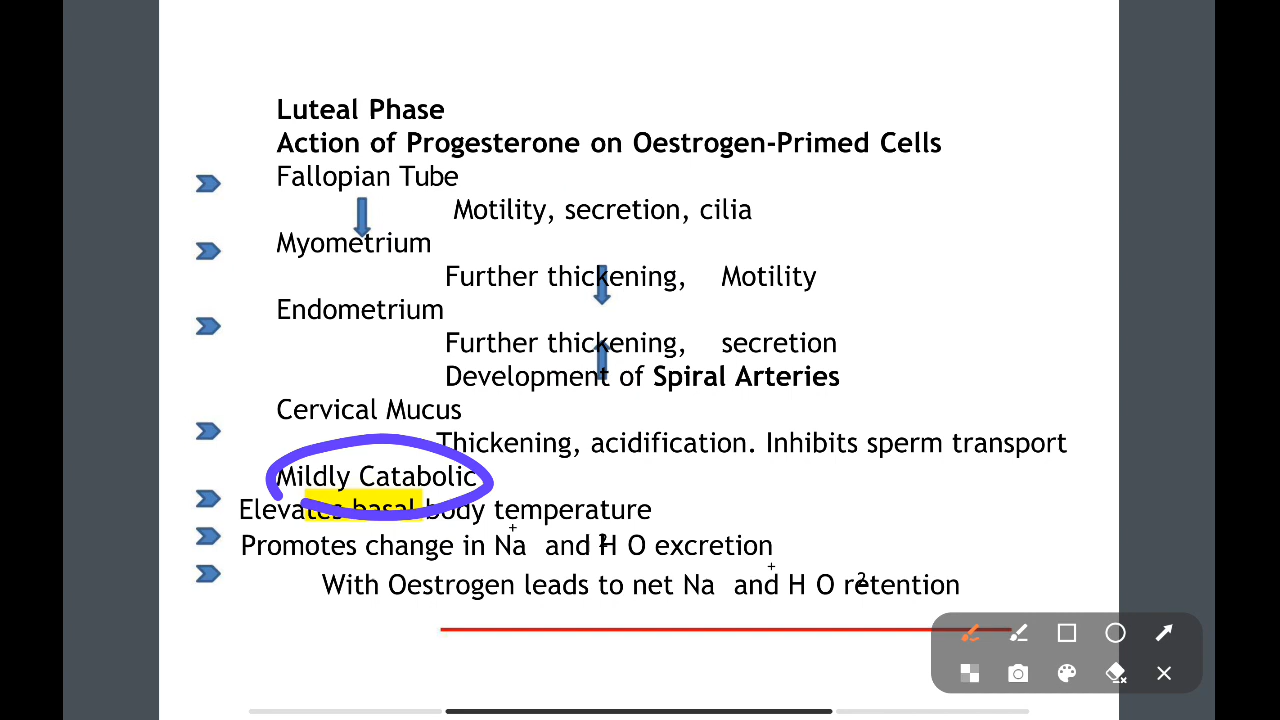 Luteal Phase
Action of Progesterone on Oestrogen-Primed Cells
Fallopian Tube
Motility, secretion, cilia
Myometrium
Further thickening, Motility
Endometrium
Further thickening, secretion
Development of Spiral Arteries
Cervical Mucus
Thickening, acidification. Inhibits sperm transport
Mildly Catabolic
Elevates basal body temperature
Promotes change in Na+ and H2O excretion
With Oestrogen leads to net Na+ and H2O retention